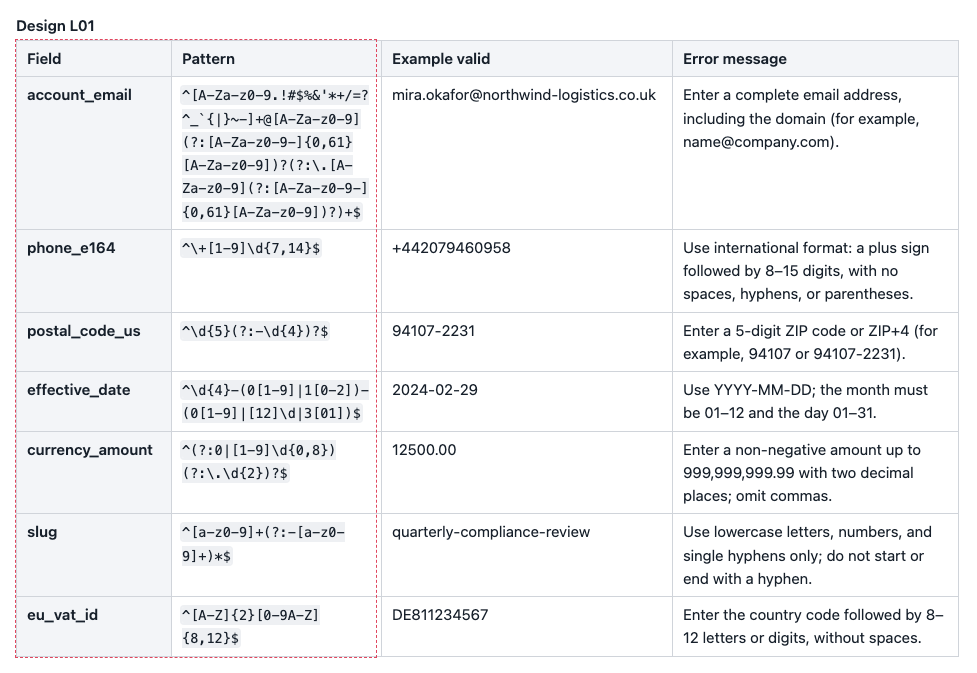 Design L01
Field
Pattern
Example valid
Error message
account_email
^[A-Za-z0-9.!#$%&'*+/=?
^_`{|}~-]+@[A-Za-z0-9]
(?:[A-Za-z0-9-]{0,61}
[A-Za-z0-9])?(?:\.[A-
Za-z0-9](?:[A-Za-z0-9-]
{0,61}[A-Za-z0-9])?)+$
mira.okafor@northwind-logistics.co.uk
Enter a complete email address,
including the domain (for example,
name@company.com).
phone_e164
^\+[1-9]\d{7,14}$
+442079460958
Use international format: a plus sign
followed by 8–15 digits, with no
spaces, hyphens, or parentheses.
postal_code_us
^\d{5}(?:-\d{4})?$
94107-2231
Enter a 5-digit ZIP code or ZIP+4 (for
example, 94107 or 94107-2231).
effective_date
^\d{4}-(0[1-9]|1[0-2])-
(0[1-9]|[12]\d|3[01])$
2024-02-29
Use YYYY-MM-DD; the month must
be 01–12 and the day 01–31.
currency_amount
^(?:0|[1-9]\d{0,8})
(?:\.\d{2})?$
12500.00
Enter a non-negative amount up to
999,999,999.99 with two decimal
places; omit commas.
slug
^[a-z0-9]+(?:-[a-z0-
9]+)*$
quarterly-compliance-review
Use lowercase letters, numbers, and
single hyphens only; do not start or
end with a hyphen.
eu_vat_id
^[A-Z]{2}[0-9A-Z]
{8,12}$
DE811234567
Enter the country code followed by 8–
12 letters or digits, without spaces.